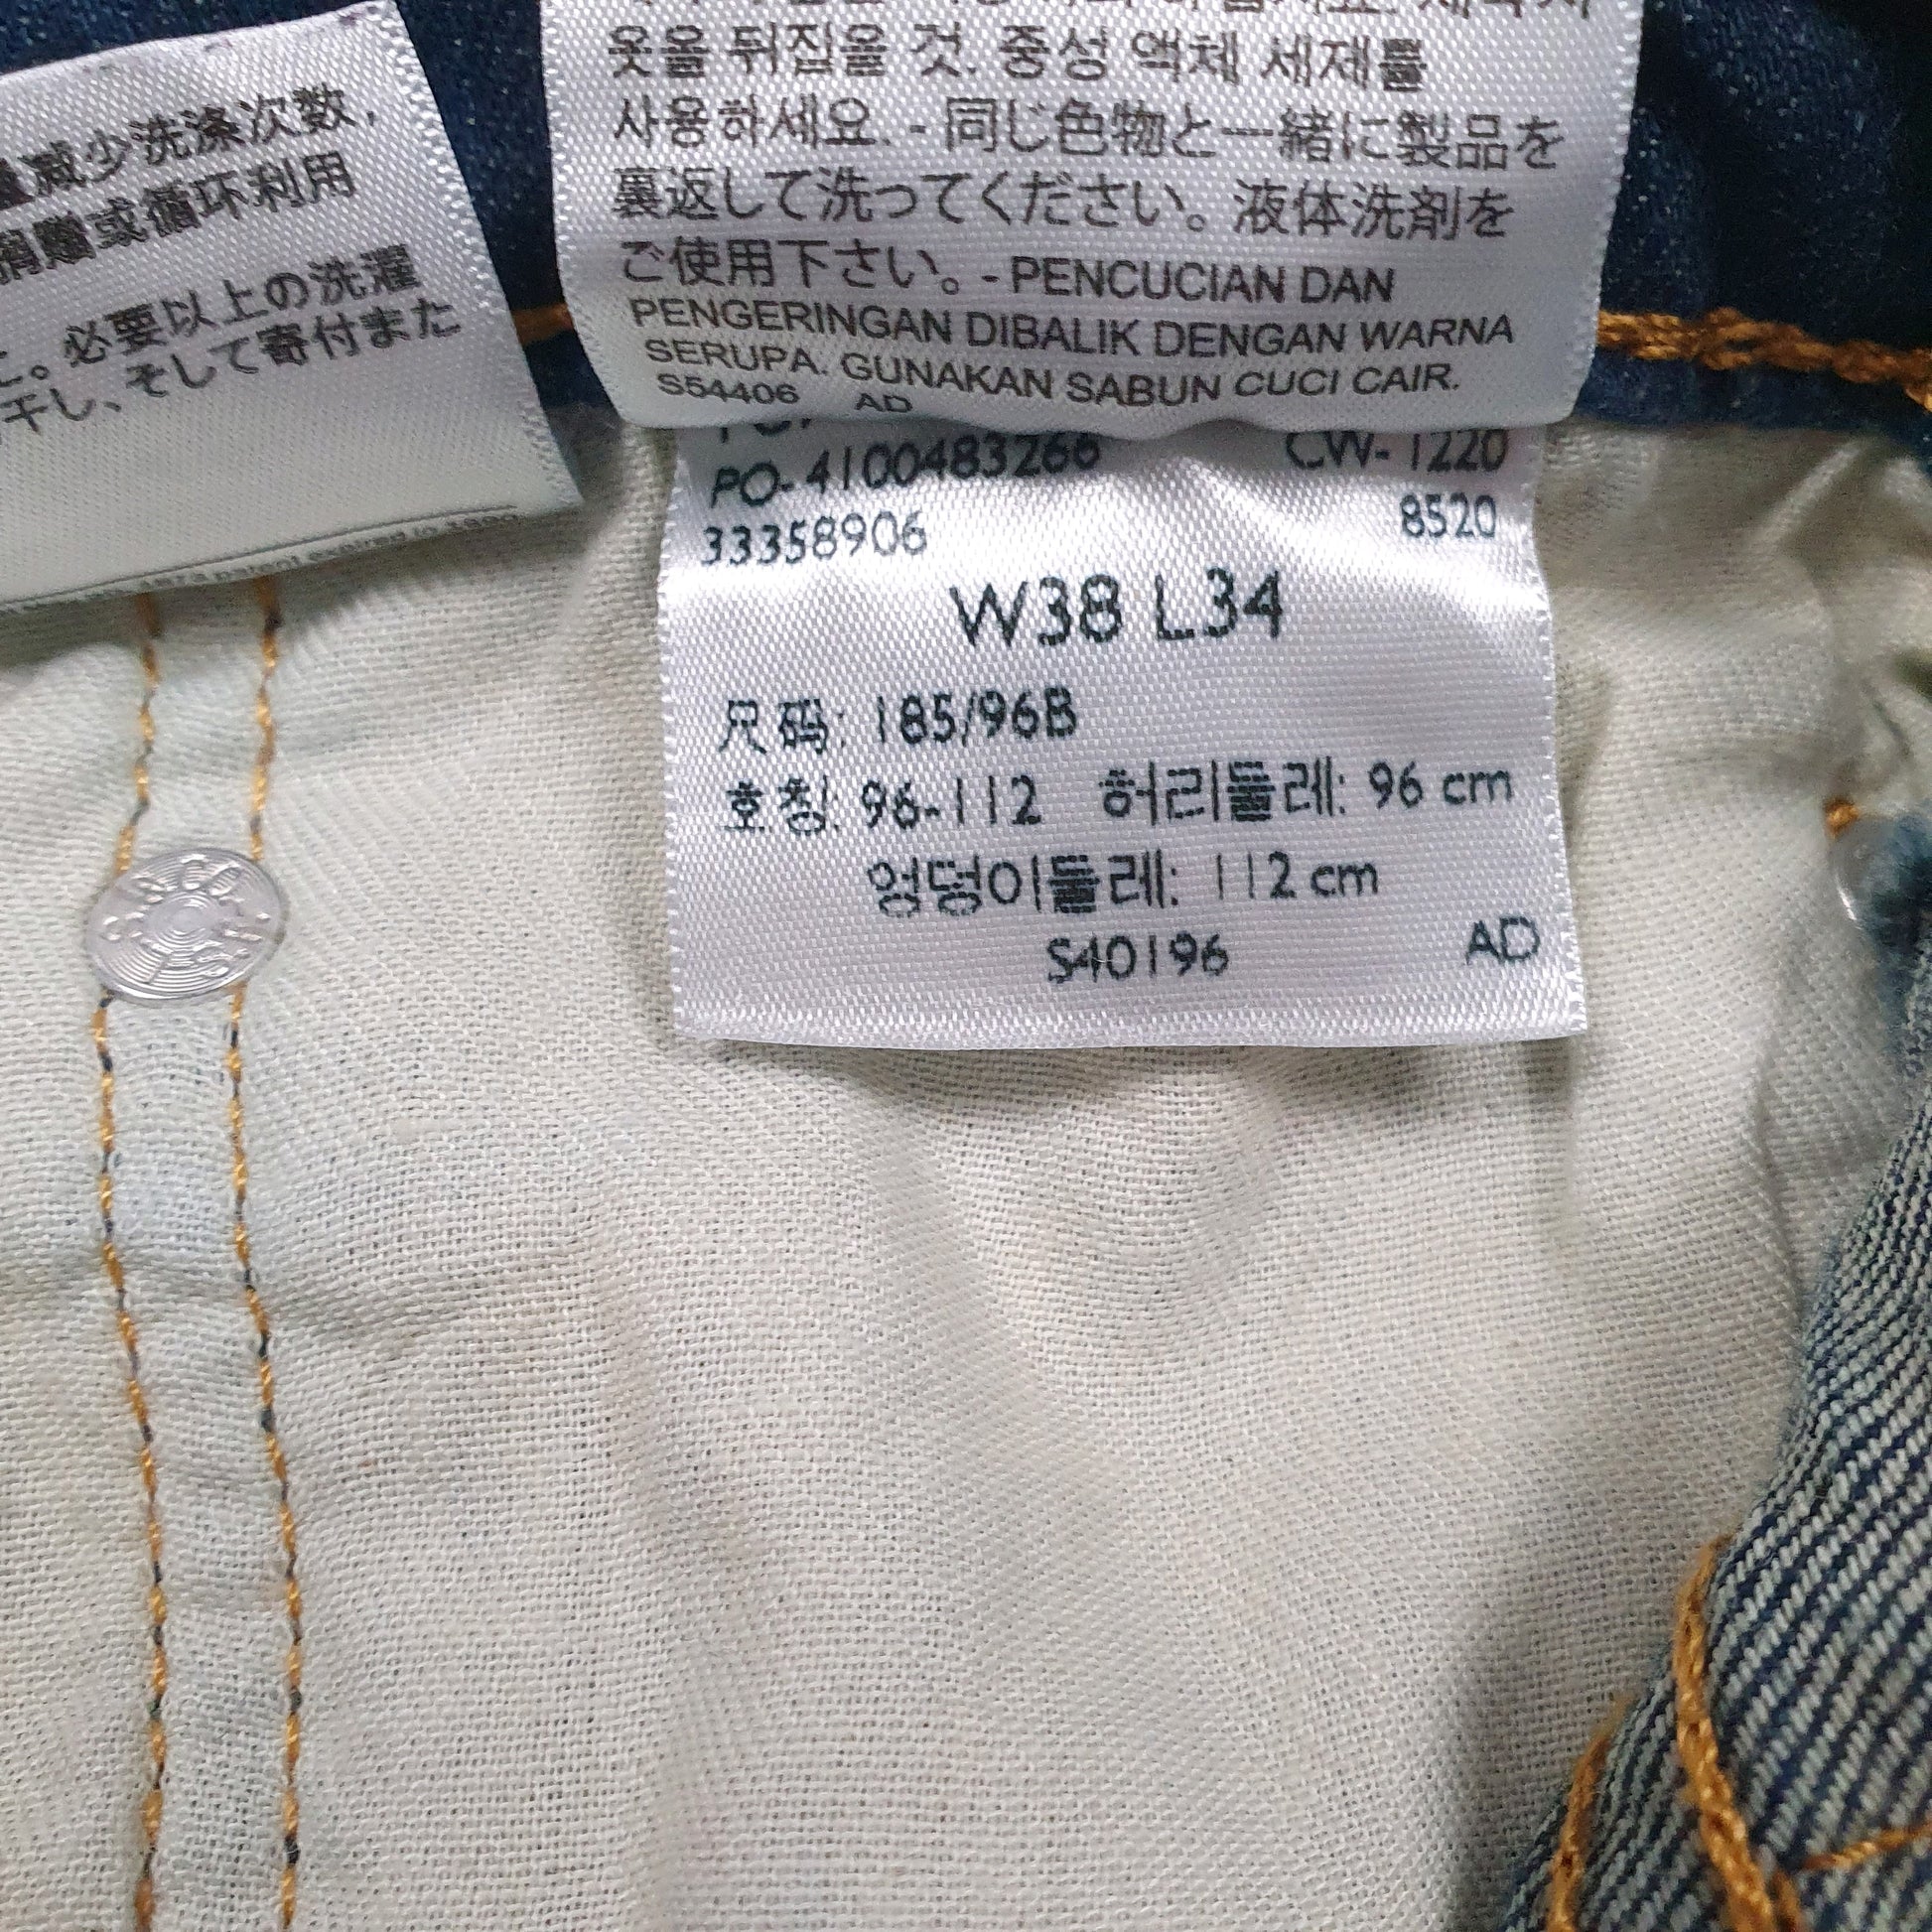 减少洗涤次数,
捐赠或循环利用
。必要以上の洗濯
干し、そして寄付また
옷을 뒤집을 것. 중성 액체 세제를
사용하세요. - 同じ色物と一緒に製品を
裏返して洗ってください。液体洗剤を
ご使用下さい。- PENCUCIAN DAN
PENGERINGAN DIBALIK DENGAN WARNA
SERUPA. GUNAKAN SABUN CUCI CAIR.
S54406 AD
PO-4100483266 CW-1220
33358906 8520
W38 L34
尺码: 185/96B
호칭: 96-112 허리둘레: 96 cm
엉덩이둘레: 112 cm
S40196 AD